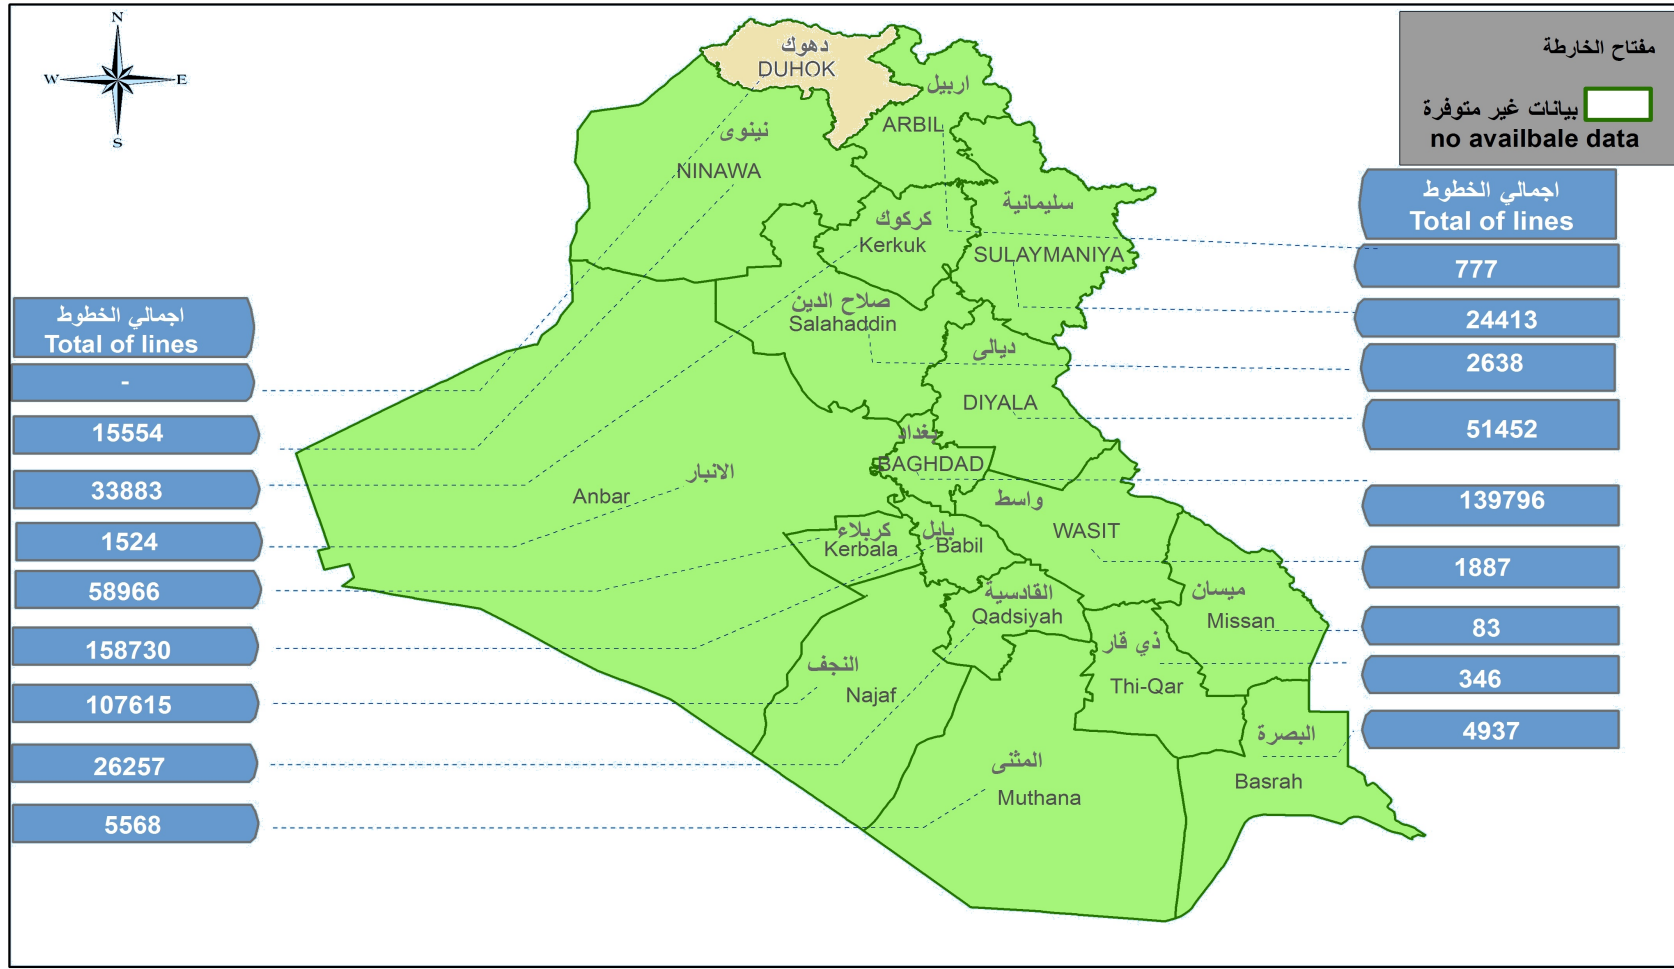 N
W
E
S
مفتاح الخارطة
بيانات غير متوفرة
no availbale data
دهوك
DUHOK
اربيل
ARBIL
نينوى
NINAWA
سليمانية
SULAYMANIYA
كركوك
Kerkuk
صلاح الدين
Salahaddin
ديالى
DIYALA
بغداد
BAGHDAD
الانبار
Anbar
واسط
WASIT
كربلاء
Kerbala
بابل
Babil
القادسية
Qadsiyah
ميسان
Missan
ذي قار
Thi-Qar
النجف
Najaf
المثنى
Muthana
البصرة
Basrah
اجمالي الخطوط
Total of lines
777
24413
2638
51452
139796
1887
83
346
4937
اجمالي الخطوط
Total of lines
-
15554
33883
1524
58966
158730
107615
26257
5568